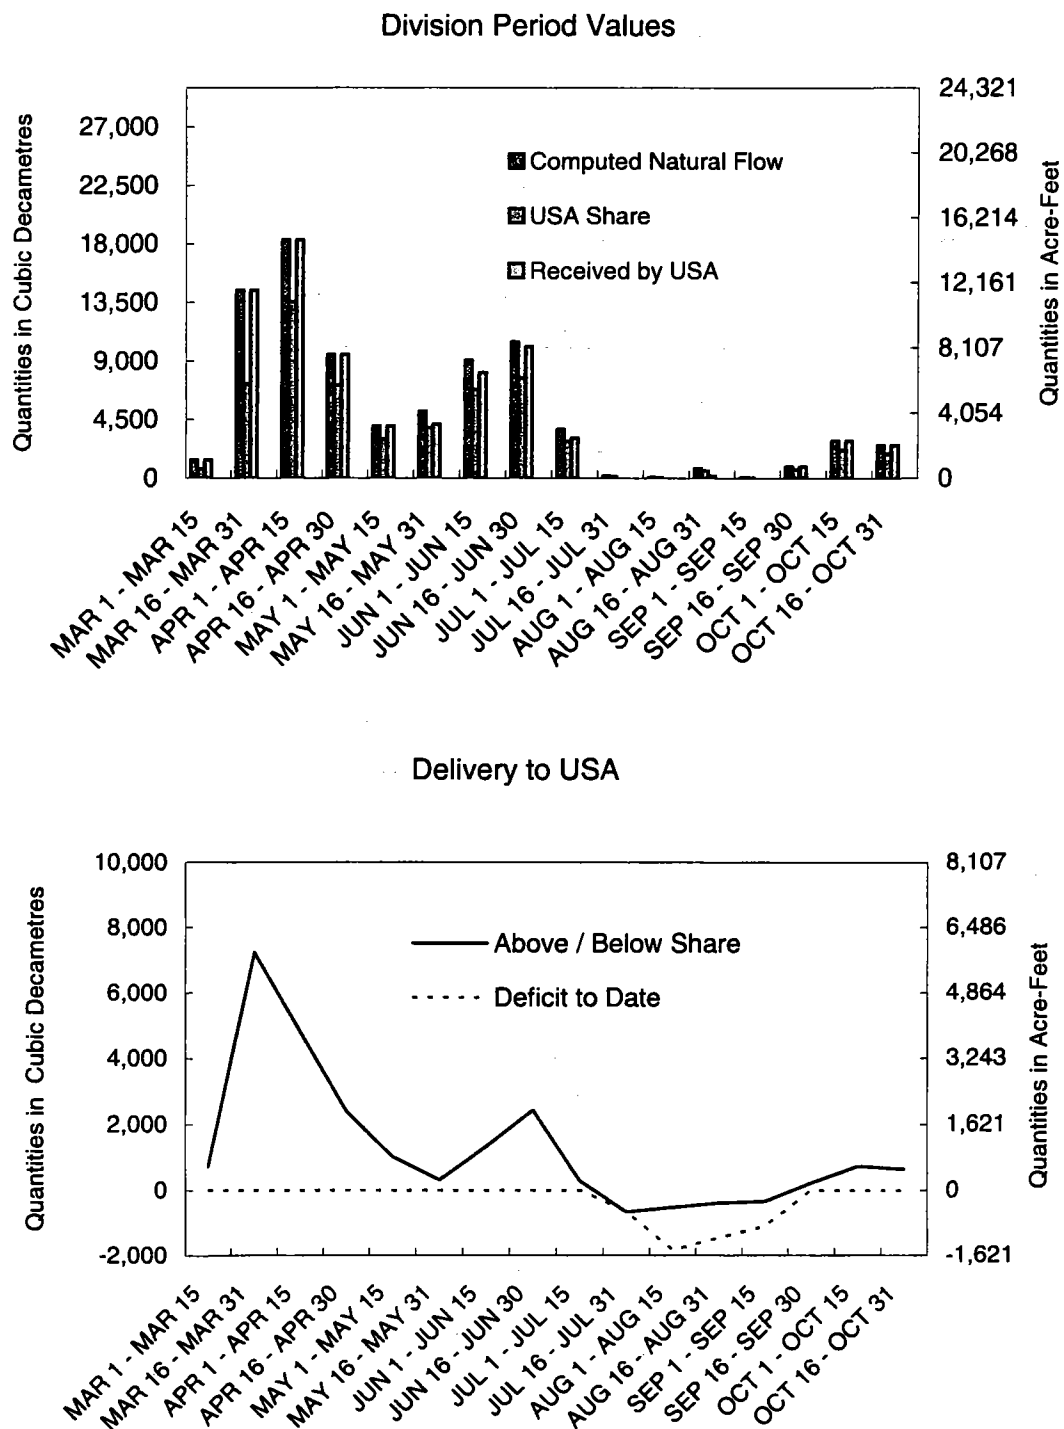 Division Period Values
Quantities in Cubic Decametres
27,000
22,500
18,000
13,500
9,000
4,500
0
Computed Natural Flow
USA Share
Received by USA
24,321
20,268
16,214
12,161
8,107
4,054
0
Quantities in Acre-Feet
MAR 1 - MAR 15
MAR 16 - MAR 31
APR 1 - APR 15
APR 16 - APR 30
MAY 1 - MAY 15
MAY 16 - MAY 31
JUN 1 - JUN 15
JUN 16 - JUN 30
JUL 1 - JUL 15
JUL 16 - JUL 31
AUG 1 - AUG 15
AUG 16 - AUG 31
SEP 1 - SEP 15
SEP 16 - SEP 30
OCT 1 - OCT 15
OCT 16 - OCT 31
Delivery to USA
Quantities in Cubic Decametres
10,000
8,000
6,000
4,000
2,000
0
-2,000
Above / Below Share
Deficit to Date
8,107
6,486
4,864
3,243
1,621
0
-1,621
Quantities in Acre-Feet
MAR 1 - MAR 15
MAR 16 - MAR 31
APR 1 - APR 15
APR 16 - APR 30
MAY 1 - MAY 15
MAY 16 - MAY 31
JUN 1 - JUN 15
JUN 16 - JUN 30
JUL 1 - JUL 15
JUL 16 - JUL 31
AUG 1 - AUG 15
AUG 16 - AUG 31
SEP 1 - SEP 15
SEP 16 - SEP 30
OCT 1 - OCT 15
OCT 16 - OCT 31